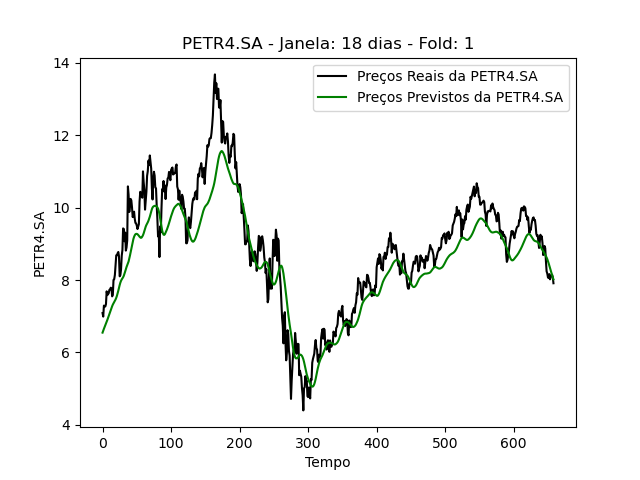 PETR4.SA - Janela: 18 dias - Fold: 1
Preços Reais da PETR4.SA
Preços Previstos da PETR4.SA
14
12
10
8
6
4
PETR4.SA
0 100 200 300 400 500 600
Tempo